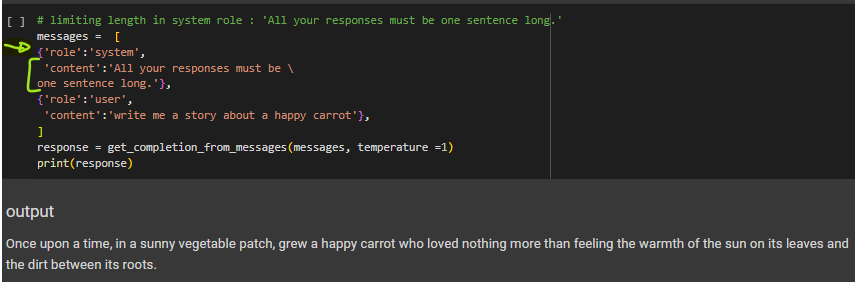 [ ] # limiting length in system role : 'All your responses must be one sentence long.'
messages =  [
{'role':'system',
 'content':'All your responses must be \
one sentence long.'},
{'role':'user',
 'content':'write me a story about a happy carrot'},
]
response = get_completion_from_messages(messages, temperature =1)
print(response)
output
Once upon a time, in a sunny vegetable patch, grew a happy carrot who loved nothing more than feeling the warmth of the sun on its leaves and
the dirt between its roots.